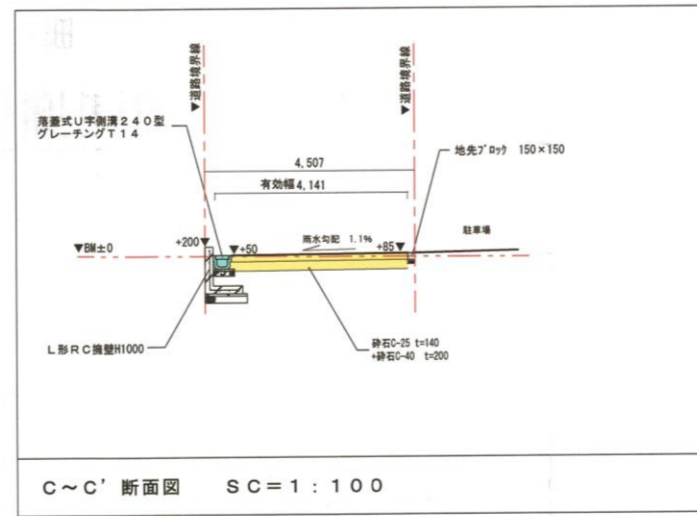 ▼道路境界線
▼道路境界線
落蓋式U字側溝240型
グレーチングT14
4,507
地先ブロック 150×150
有効幅4,141
▼BM±0
+200▼
▼+50
雨水勾配 1.1%
+85▼
駐車場
L形RC擁壁H1000
砕石C-25 t=140
+砕石C-40 t=200
C~C' 断面図 SC=1:100